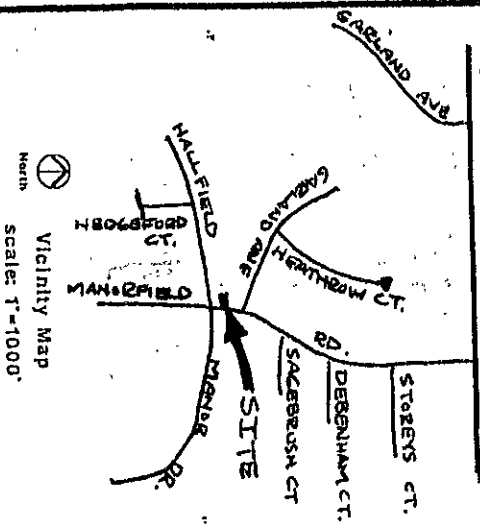 GARLAND AVE
HALLFIELD
MANOR
DR.
GARLAND AVE
HEATHROW CT.
HEDGEFORD
CT.
MANORFIELD
RD.
SAGEBRUSH CT
DEBENHAM CT.
STOREYS CT.
SITE
North
Vicinity Map
scale: 1"=1000'